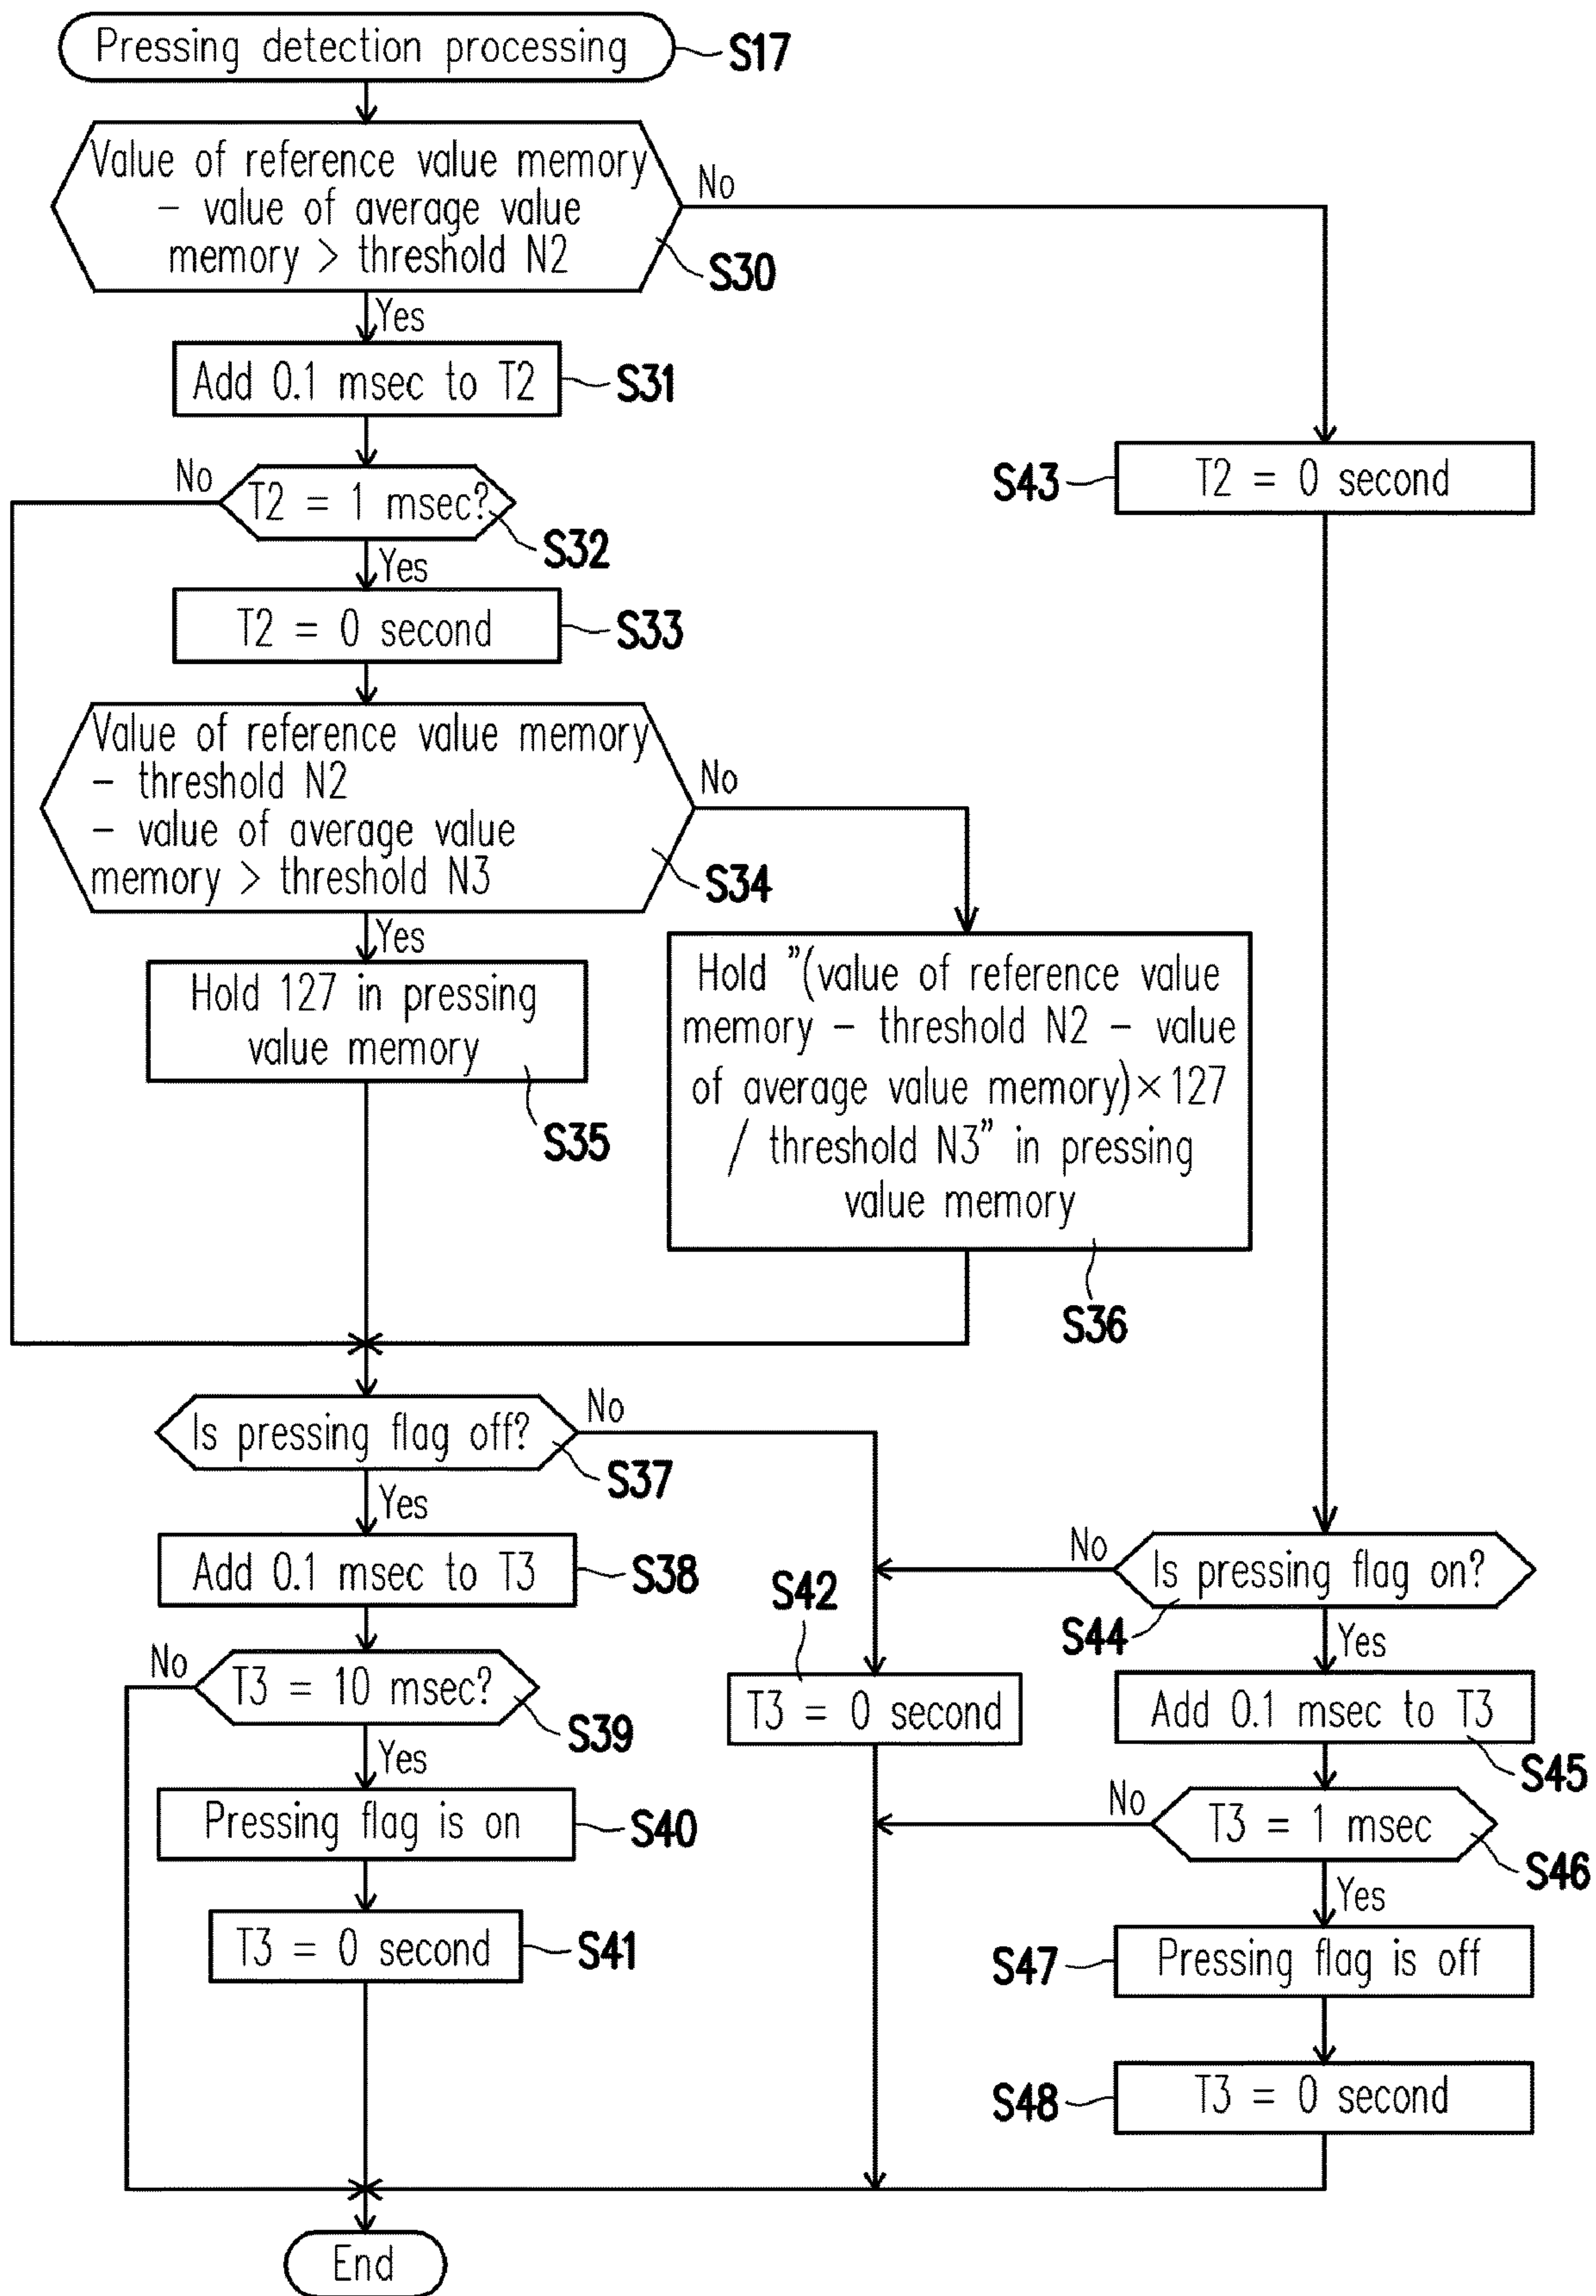 Pressing detection processing
S17
Value of reference value memory
- value of average value
memory > threshold N2
No
S30
Yes
Add 0.1 msec to T2
S31
No
T2 = 1 msec?
S32
S43
T2 = 0 second
Yes
T2 = 0 second
S33
Value of reference value memory
- threshold N2
- value of average value
memory > threshold N3
No
S34
Yes
Hold 127 in pressing
value memory
S35
Hold "(value of reference value
memory - threshold N2 - value
of average value memory)×127
/ threshold N3" in pressing
value memory
S36
Is pressing flag off?
No
S37
Yes
Add 0.1 msec to T3
S38
No
T3 = 10 msec?
S39
Yes
Pressing flag is on
S40
T3 = 0 second
S41
S42
T3 = 0 second
No
Is pressing flag on?
S44
Yes
Add 0.1 msec to T3
S45
No
T3 = 1 msec
S46
Yes
S47
Pressing flag is off
S48
T3 = 0 second
End